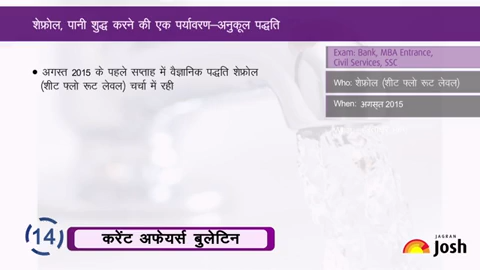 शेफ्रोल, पानी शुद्ध करने की एक पर्यावरण–अनुकूल पद्धति
Exam: Bank, MBA Entrance,
Civil Services, SSC
● अगस्त 2015 के पहले सप्ताह में वैज्ञानिक पद्धति शेफ्रोल
(शीट फ्लो रूट लेवल) चर्चा में रही
Who: शेफ्रोल (शीट फ्लो रूट लेवल)
When: अगस्त 2015
14
करेंट अफेयर्स बुलेटिन
JAGRAN
Josh